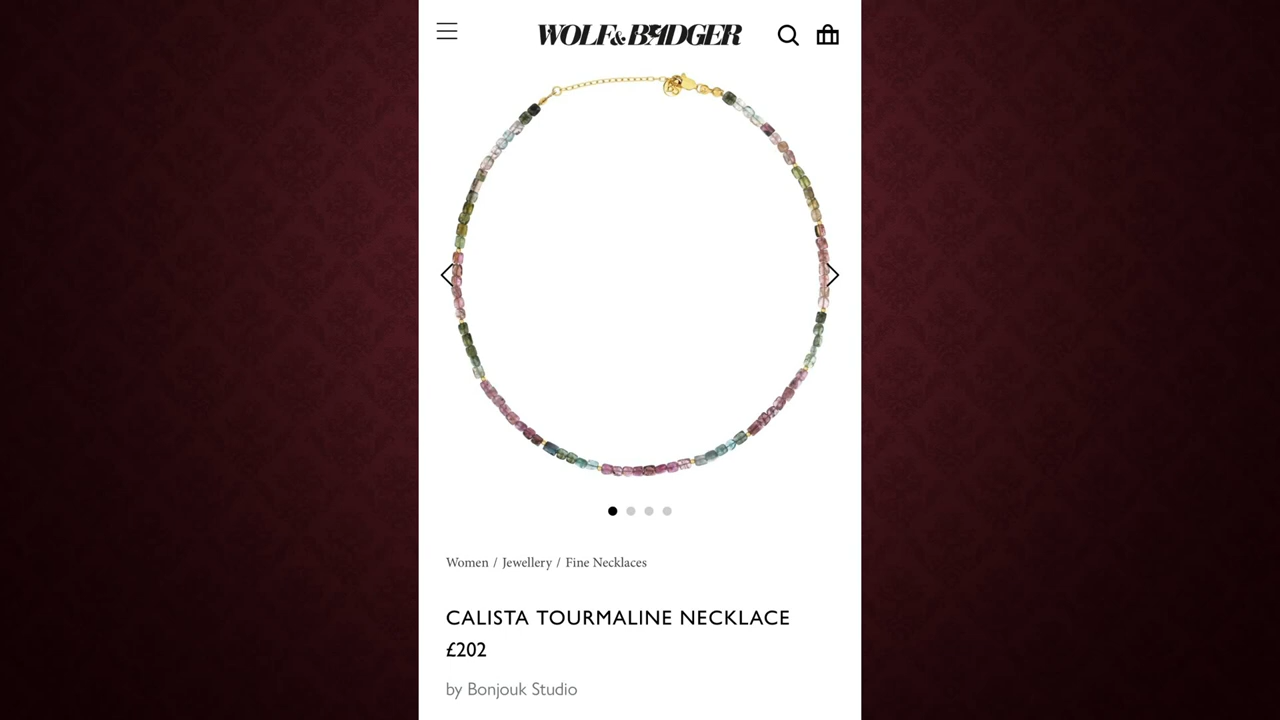 WOLF&BADGER
Women / Jewellery / Fine Necklaces
CALISTA TOURMALINE NECKLACE
£202
by Bonjouk Studio